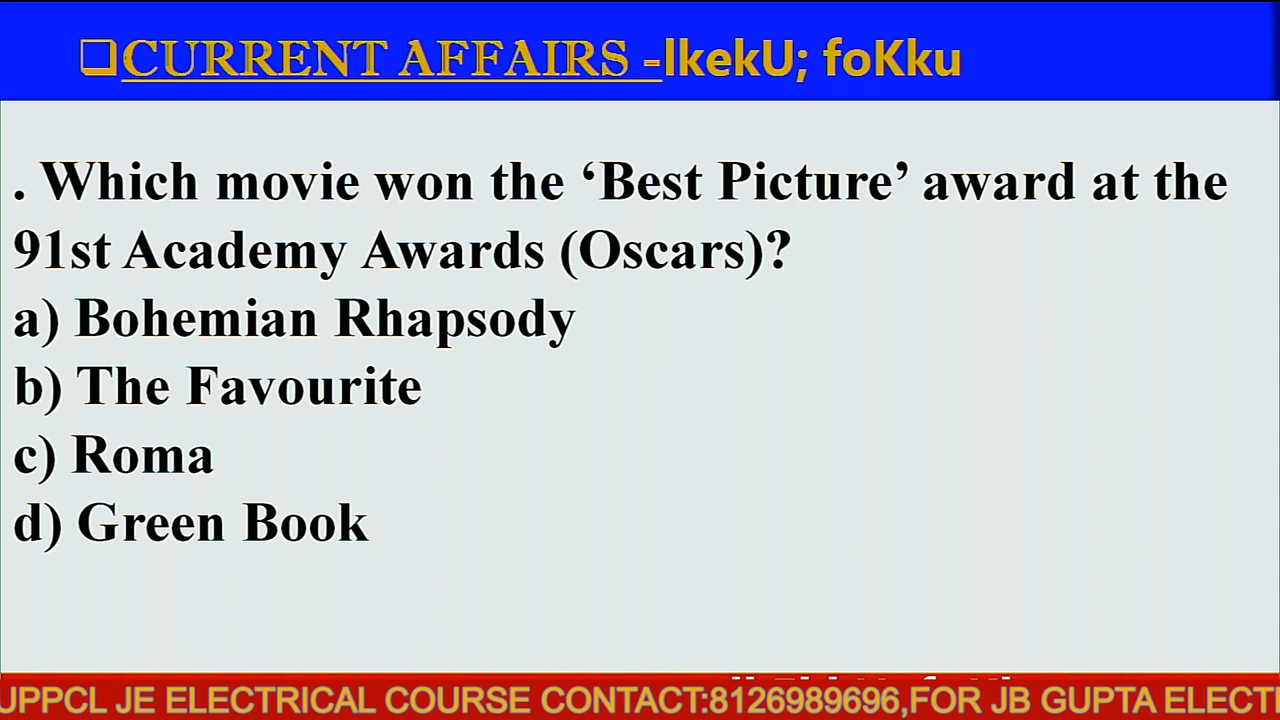 ❑CURRENT AFFAIRS -lkekU; foKku
. Which movie won the ‘Best Picture’ award at the
91st Academy Awards (Oscars)?
a) Bohemian Rhapsody
b) The Favourite
c) Roma
d) Green Book
UPPCL JE ELECTRICAL COURSE CONTACT:8126989696,FOR JB GUPTA ELECTI